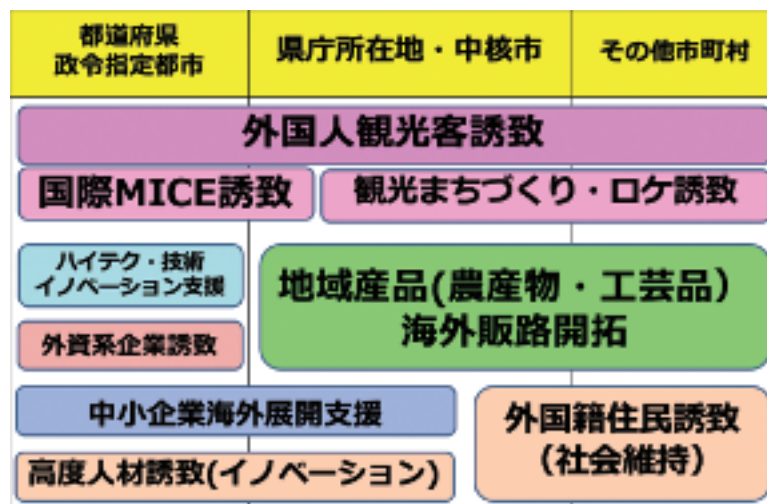 都道府県
政令指定都市
県庁所在地・中核市
その他市町村
外国人観光客誘致
国際MICE誘致
観光まちづくり・ロケ誘致
ハイテク・技術
イノベーション支援
地域産品(農産物・工芸品）
海外販路開拓
外資系企業誘致
中小企業海外展開支援
外国籍住民誘致
（社会維持）
高度人材誘致(イノベーション)